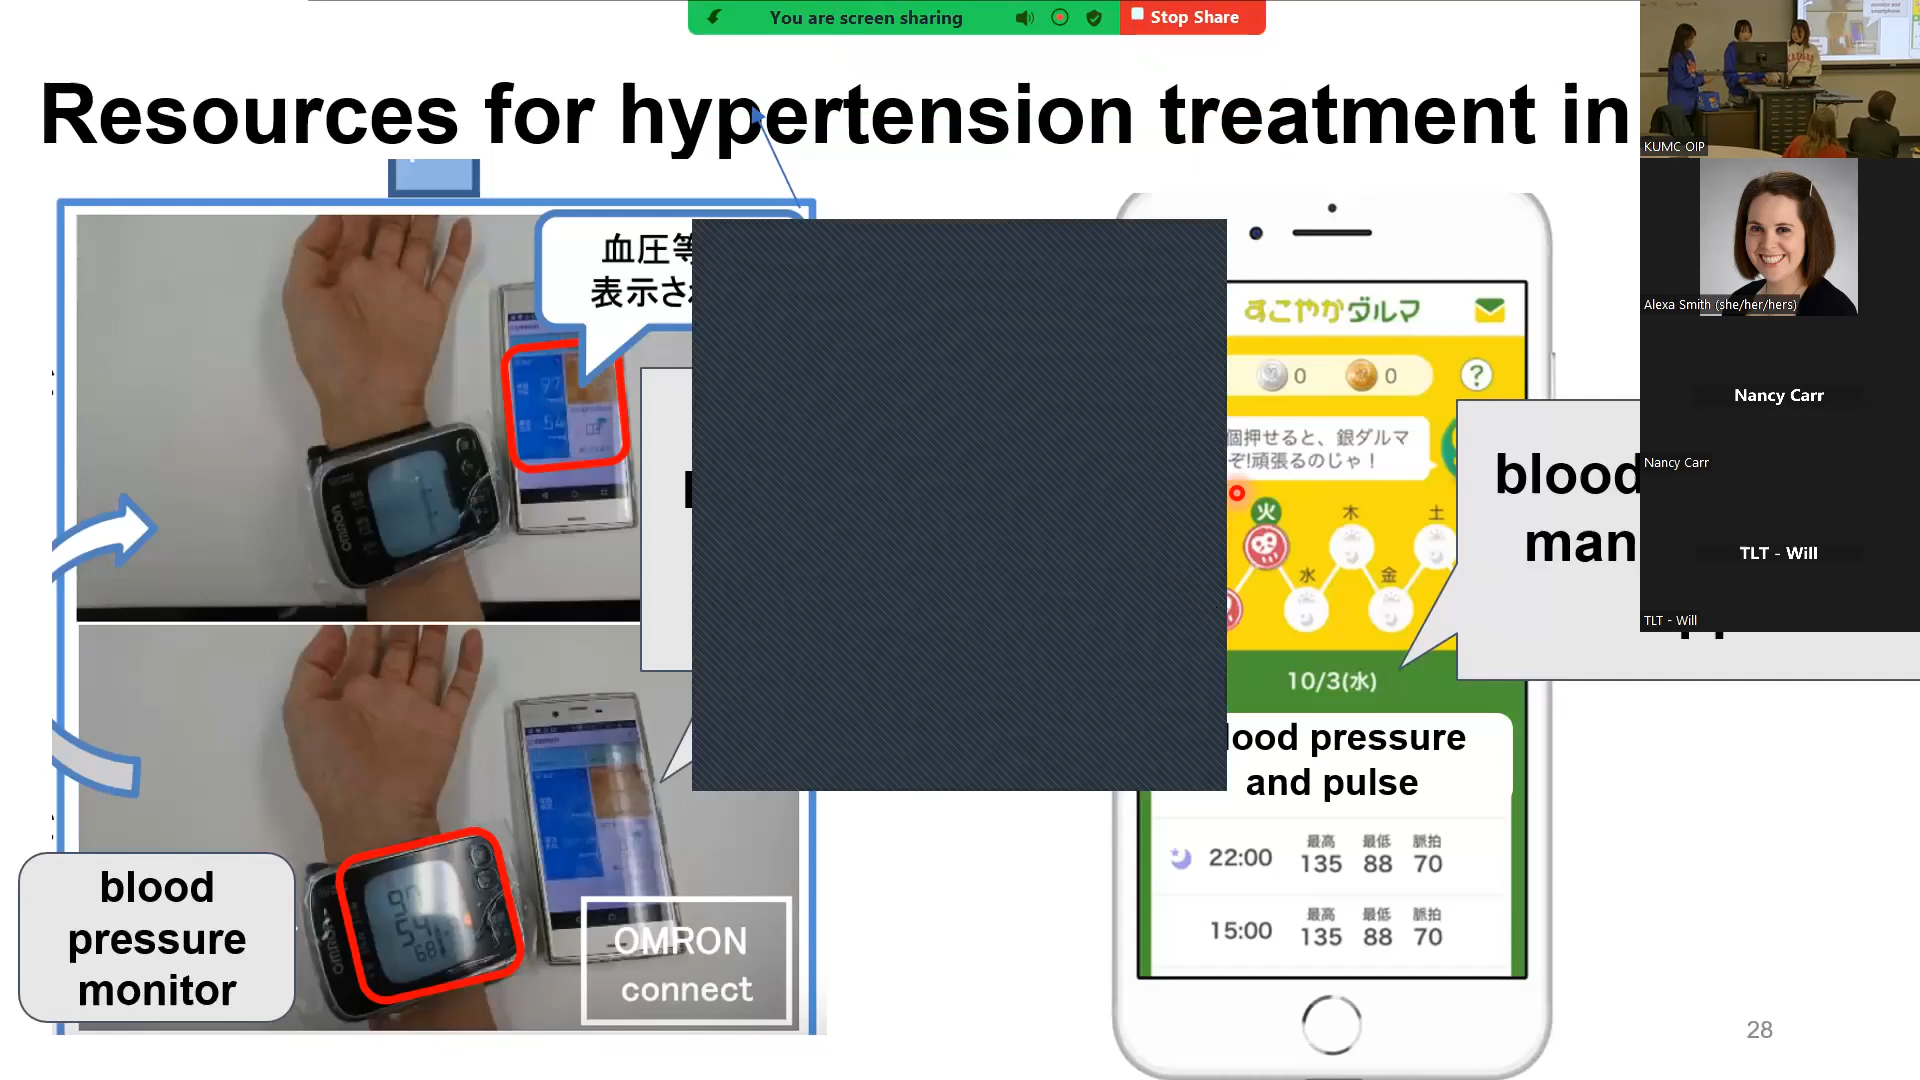 You are screen sharing
Stop Share
Resources for hypertension treatment in
KUMC OIP
Alexa Smith (she/her/hers)
Nancy Carr
Nancy Carr
TLT - Will
TLT - Will
血圧等
表示さ
OMRON
blood
pressure
monitor
OMRON
connect
すこやかダルマ
0 0
?
個押せると、銀ダルマ
ぞ!頑張るのじゃ!
火 木 土
水 金
10/3(水)
lood pressure
and pulse
最高 最低 脈拍
22:00 135 88 70
最高 最低 脈拍
15:00 135 88 70
blood
man
28